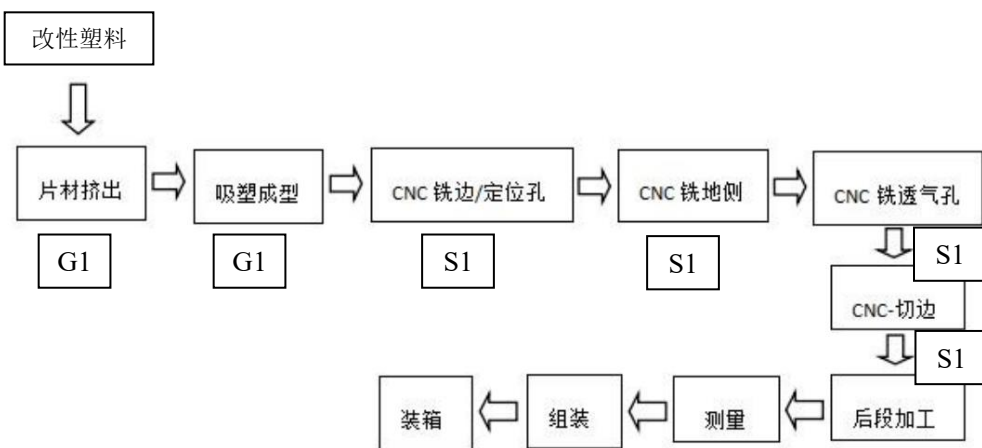 改性塑料
片材挤出
吸塑成型
CNC 铣边/定位孔
CNC 铣地侧
CNC 铣透气孔
G1
G1
S1
S1
S1
CNC-切边
S1
装箱
组装
测量
后段加工